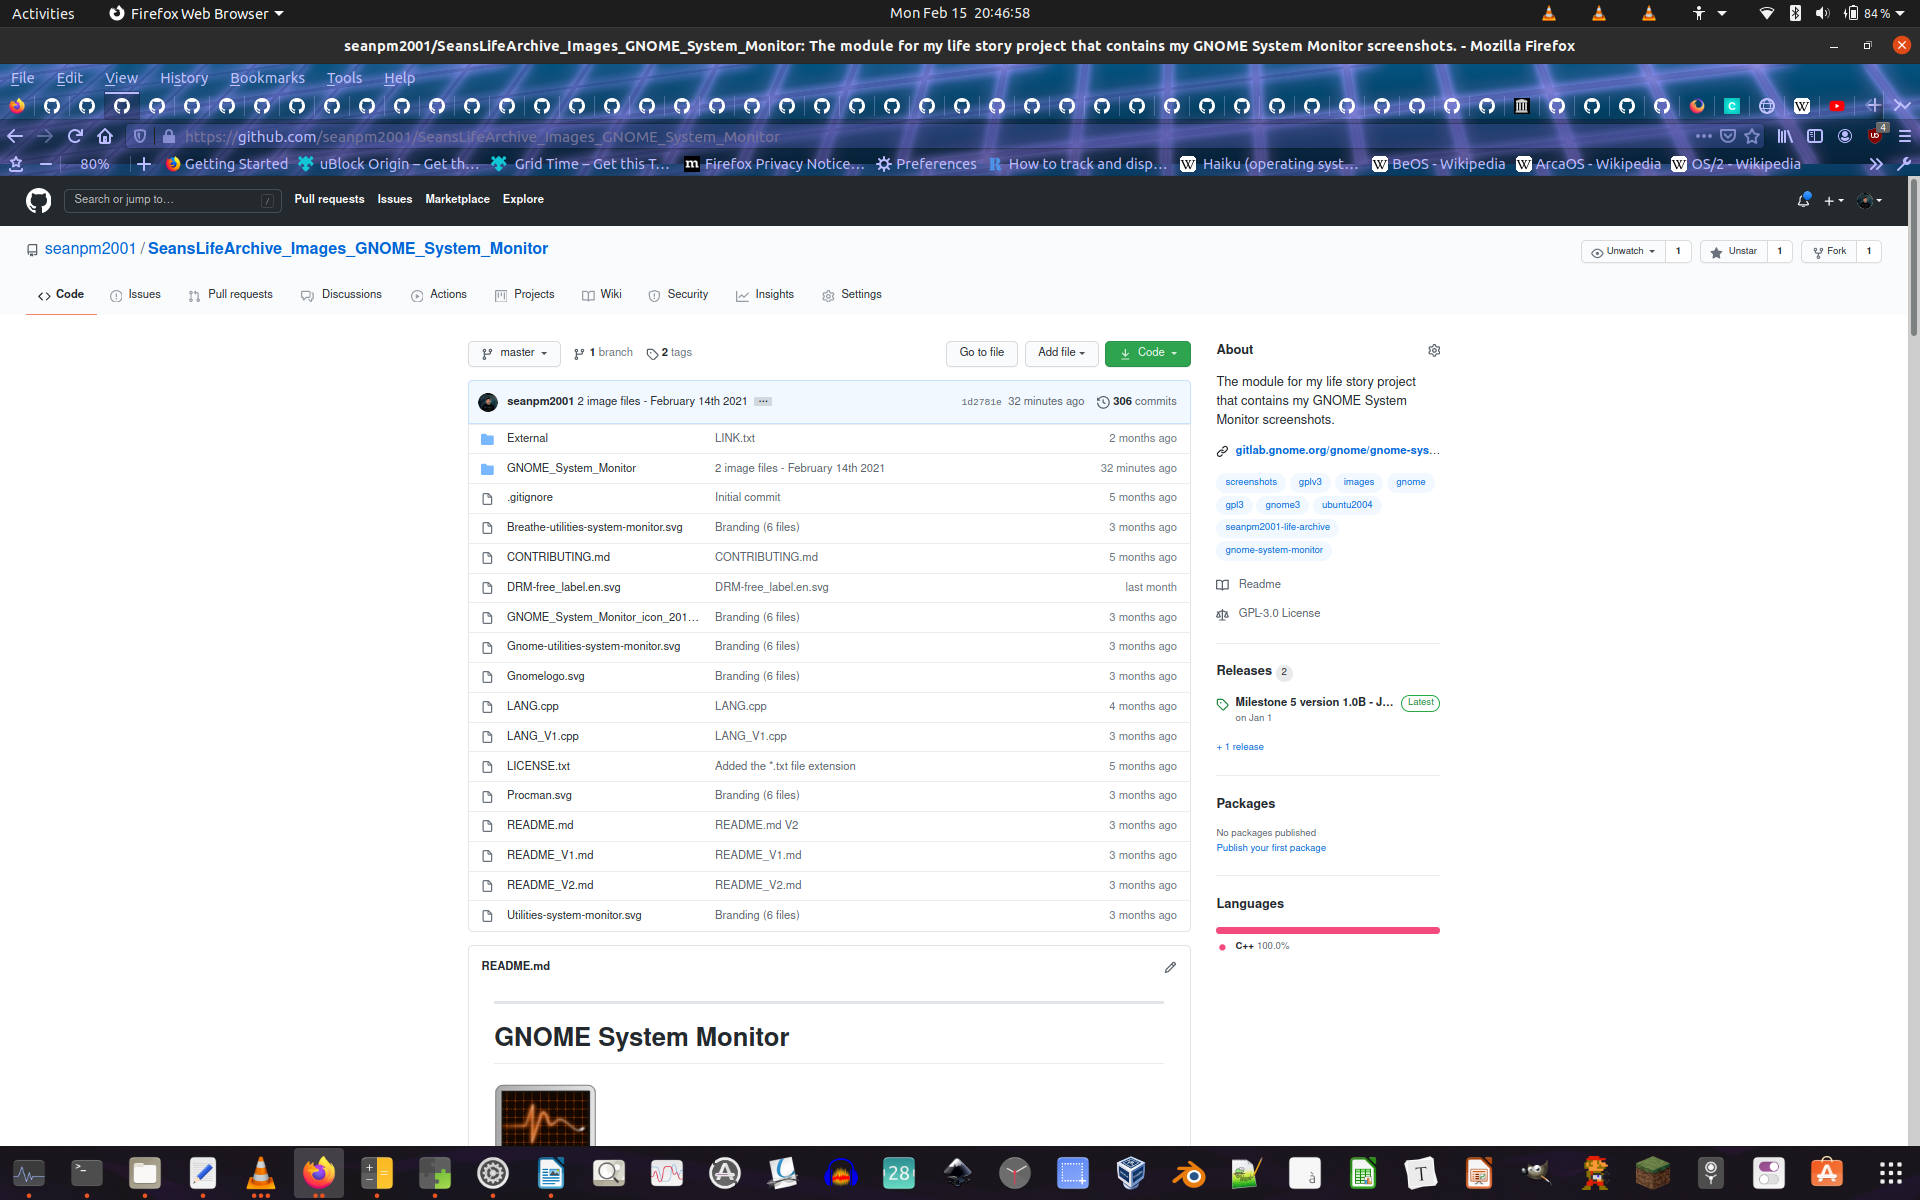 Activities
Firefox Web Browser
Mon Feb 15 20:46:58
84 %
seanpm2001/SeansLifeArchive_Images_GNOME_System_Monitor: The module for my life story project that contains my GNOME System Monitor screenshots. - Mozilla Firefox
File Edit View History Bookmarks Tools Help
https://github.com/seanpm2001/SeansLifeArchive_Images_GNOME_System_Monitor
4
80%
Getting Started
uBlock Origin – Get th…
Grid Time – Get this T…
Firefox Privacy Notice…
Preferences
How to track and disp…
Haiku (operating syst…
BeOS - Wikipedia
ArcaOS - Wikipedia
OS/2 - Wikipedia
Search or jump to…
/
Pull requests Issues Marketplace Explore
seanpm2001 / SeansLifeArchive_Images_GNOME_System_Monitor
Unwatch 1
Unstar 1
Fork 1
Code Issues Pull requests Discussions Actions Projects Wiki Security Insights Settings
master
1 branch
2 tags
Go to file
Add file
Code
seanpm2001 2 image files - February 14th 2021 ...
1d2781e 32 minutes ago 306 commits
External LINK.txt 2 months ago
GNOME_System_Monitor 2 image files - February 14th 2021 32 minutes ago
.gitignore Initial commit 5 months ago
Breathe-utilities-system-monitor.svg Branding (6 files) 3 months ago
CONTRIBUTING.md CONTRIBUTING.md 5 months ago
DRM-free_label.en.svg DRM-free_label.en.svg last month
GNOME_System_Monitor_icon_201… Branding (6 files) 3 months ago
Gnome-utilities-system-monitor.svg Branding (6 files) 3 months ago
Gnomelogo.svg Branding (6 files) 3 months ago
LANG.cpp LANG.cpp 4 months ago
LANG_V1.cpp LANG_V1.cpp 3 months ago
LICENSE.txt Added the *.txt file extension 5 months ago
Procman.svg Branding (6 files) 3 months ago
README.md README.md V2 3 months ago
README_V1.md README_V1.md 3 months ago
README_V2.md README_V2.md 3 months ago
Utilities-system-monitor.svg Branding (6 files) 3 months ago
README.md
GNOME System Monitor
About
The module for my life story project
that contains my GNOME System
Monitor screenshots.
gitlab.gnome.org/gnome/gnome-sys…
screenshots gplv3 images gnome
gpl3 gnome3 ubuntu2004
seanpm2001-life-archive
gnome-system-monitor
Readme
GPL-3.0 License
Releases 2
Milestone 5 version 1.0B - J… Latest
on Jan 1
+ 1 release
Packages
No packages published
Publish your first package
Languages
C++ 100.0%
28